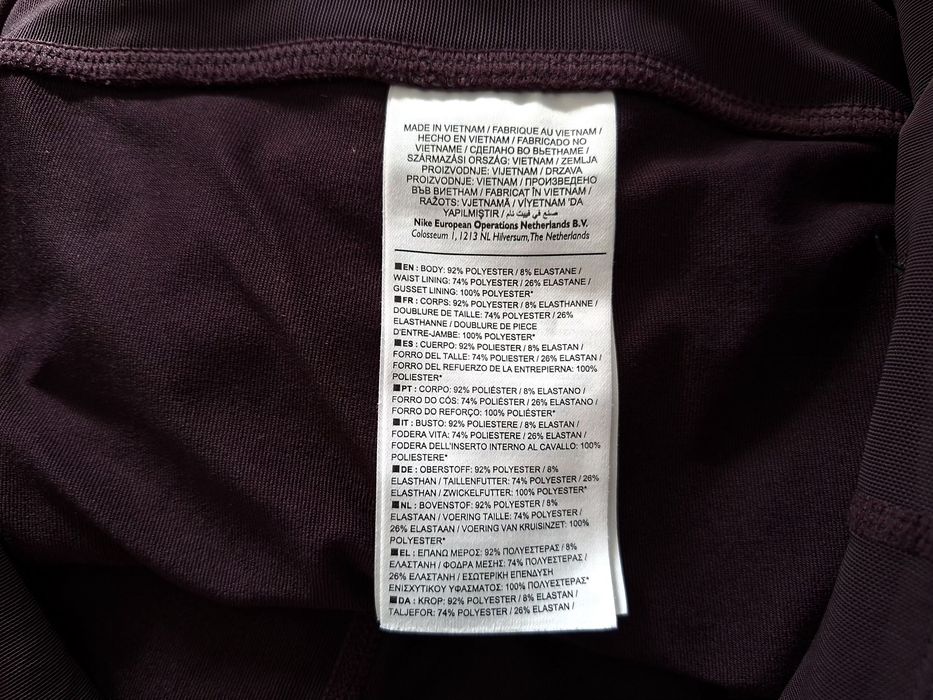 MADE IN VIETNAM / FABRIQUE AU VIETNAM /
HECHO EN VIETNAM / FABRICADO NO
VIETNAME / СДЕЛАНО ВО ВЬЕТНАМЕ /
SZÁRMAZÁSI ORSZÁG: VIETNAM / ZEMLJA
PROIZVODNJE: VIJETNAM / DRZAVA
PROIZVODNJE: VIETNAM / ПРОИЗВЕДЕНО
ВЪВ ВИЕТНАМ / FABRICAT ÎN VIETNAM /
RAŽOTS: VJETNAMĀ / VİYETNAM 'DA
YAPILMIŞTIR / صنع في فييت نام
Nike European Operations Netherlands B.V.
Colosseum 1, 1213 NL Hilversum, The Netherlands
EN : BODY: 92% POLYESTER / 8% ELASTANE /
WAIST LINING: 74% POLYESTER / 26% ELASTANE /
GUSSET LINING: 100% POLYESTER*
FR : CORPS: 92% POLYESTER / 8% ELASTHANNE /
DOUBLURE DE TAILLE: 74% POLYESTER / 26%
ELASTHANNE / DOUBLURE DE PIECE
D'ENTRE-JAMBE: 100% POLYESTER*
ES : CUERPO: 92% POLIESTER / 8% ELASTAN /
FORRO DEL TALLE: 74% POLIESTER / 26% ELASTAN /
FORRO DEL REFUERZO DE LA ENTREPIERNA: 100%
POLIESTER*
PT : CORPO: 92% POLIÉSTER / 8% ELASTANO /
FORRO DO CÓS: 74% POLIÉSTER / 26% ELASTANO /
FORRO DO REFORÇO: 100% POLIÉSTER*
IT : BUSTO: 92% POLIESTERE / 8% ELASTAN /
FODERA VITA: 74% POLIESTERE / 26% ELASTAN /
FODERA DELL'INSERTO INTERNO AL CAVALLO: 100%
POLIESTERE*
DE : OBERSTOFF: 92% POLYESTER / 8%
ELASTHAN / TAILLENFUTTER: 74% POLYESTER / 26%
ELASTHAN / ZWICKELFUTTER: 100% POLYESTER*
NL : BOVENSTOF: 92% POLYESTER / 8%
ELASTAAN / VOERING TAILLE: 74% POLYESTER /
26% ELASTAAN / VOERING VAN KRUISINZET: 100%
POLYESTER*
EL : ΕΠΑΝΩ ΜΕΡΟΣ: 92% ΠΟΛΥΕΣΤΕΡΑΣ / 8%
ΕΛΑΣΤΑΝΗ / ΦΟΔΡΑ ΜΕΣΗΣ: 74% ΠΟΛΥΕΣΤΕΡΑΣ /
26% ΕΛΑΣΤΑΝΗ / ΕΣΩΤΕΡΙΚΗ ΕΠΕΝΔΥΣΗ
ΕΝΙΣΧΥΤΙΚΟΥ ΥΦΑΣΜΑΤΟΣ: 100% ΠΟΛΥΕΣΤΕΡΑΣ*
DA : KROP: 92% POLYESTER / 8% ELASTAN /
TALJEFOR: 74% POLYESTER / 26% ELASTAN /